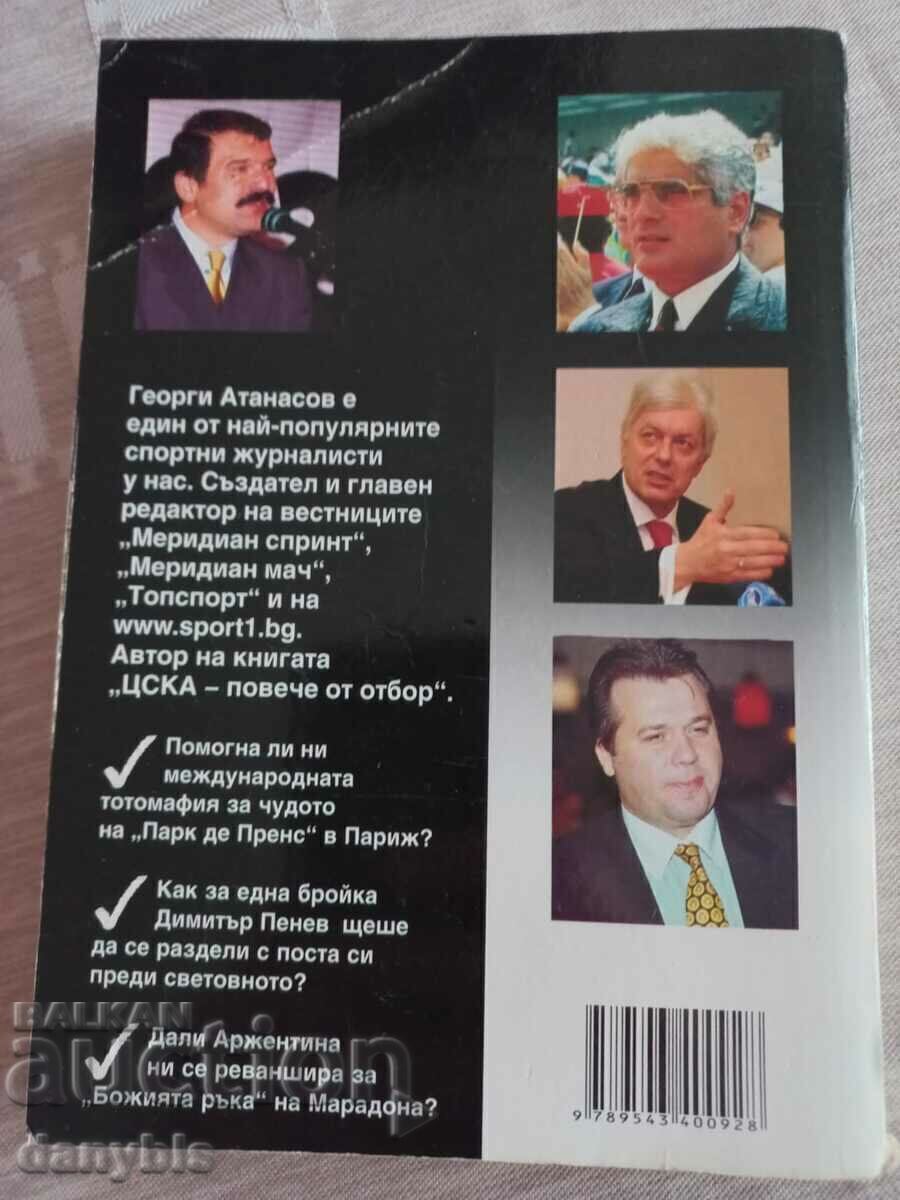 Георги Атанасов е
един от най-популярните
спортни журналисти
у нас. Създател и главен
редактор на вестниците
„Меридиан спринт“,
„Меридиан мач“,
„Топспорт“ и на
www.sport1.bg.
Автор на книгата
„ЦСКА – повече от отбор“.
Помогна ли ни
международната
тотомафия за чудото
на „Парк де Пренс“ в Париж?
Как за една бройка
Димитър Пенев щеше
да се раздели с поста си
преди световното?
Дали Аржентина
ни се реваншира за
„Божията ръка“ на Марадона?
9 789543 400928
BALKAN
auction
danybls